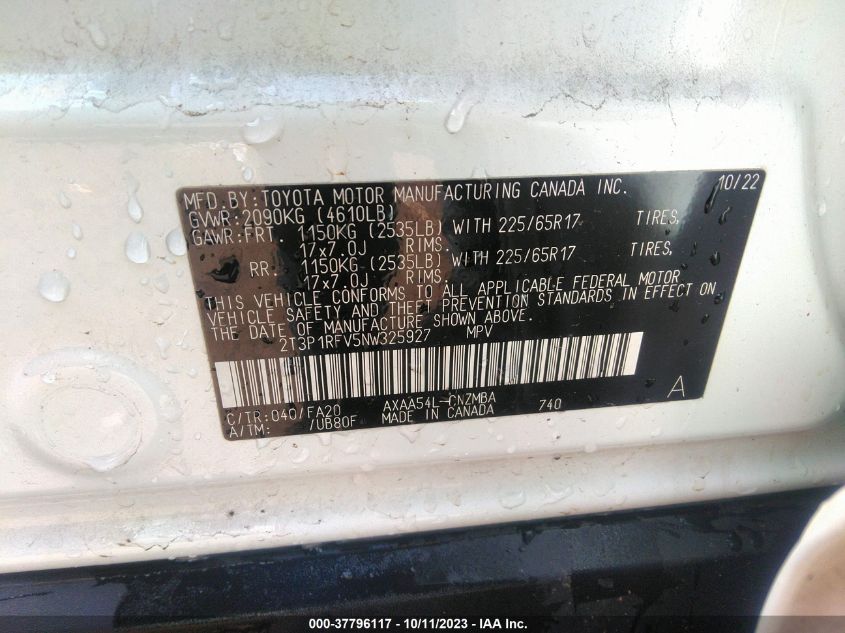 MFD.BY:TOYOTA MOTOR MANUFACTURING CANADA INC. 10/22
GVWR:2090KG (4610LB)
GAWR:FRT. 1150KG (2535LB) WITH 225/65R17 TIRES,
17x7.0J RIMS.
RR. 1150KG (2535LB) WITH 225/65R17 TIRES,
17x7.0J RIMS.
THIS VEHICLE CONFORMS TO ALL APPLICABLE FEDERAL MOTOR
VEHICLE SAFETY AND THEFT PREVENTION STANDARDS IN EFFECT ON
THE DATE OF MANUFACTURE SHOWN ABOVE.
2T3P1RFV5NW325927 MPV
A
C/TR:040/FA20 AXAA54L-CNZMBA 740
A/TM: /UB80F MADE IN CANADA
000-37796117 - 10/11/2023 - IAA Inc.